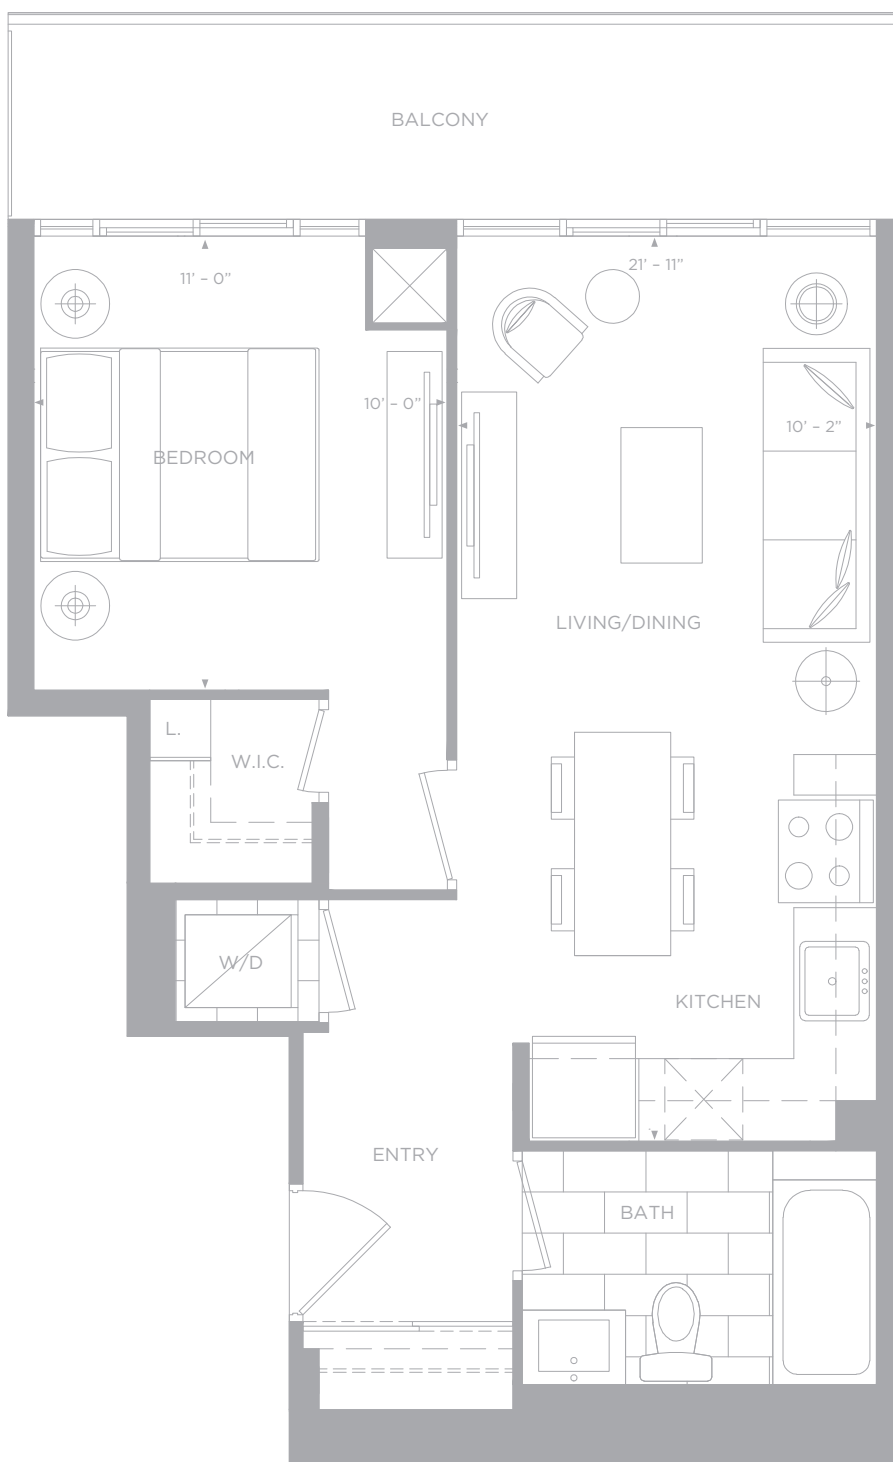 BALCONY
11’ – 0”
21’ – 11”
10’ – 0”
10’ – 2”
BEDROOM
LIVING/DINING
L.
W.I.C.
W/D
KITCHEN
ENTRY
BATH